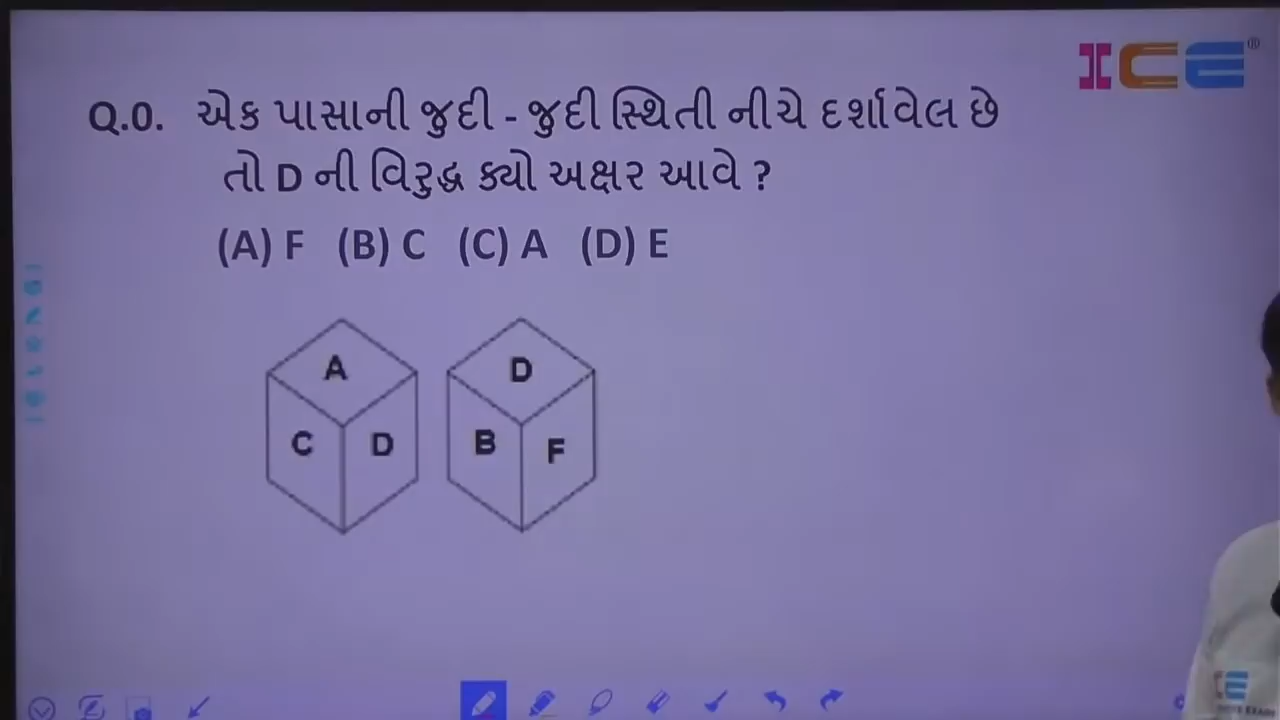 ICE®
Q.0. એક પાસાની જુદી - જુદી સ્થિતી નીચે દર્શાવેલ છે
તો D ની વિરુદ્ધ ક્યો અક્ષર આવે ?
(A) F (B) C (C) A (D) E
A
C D
D
B F